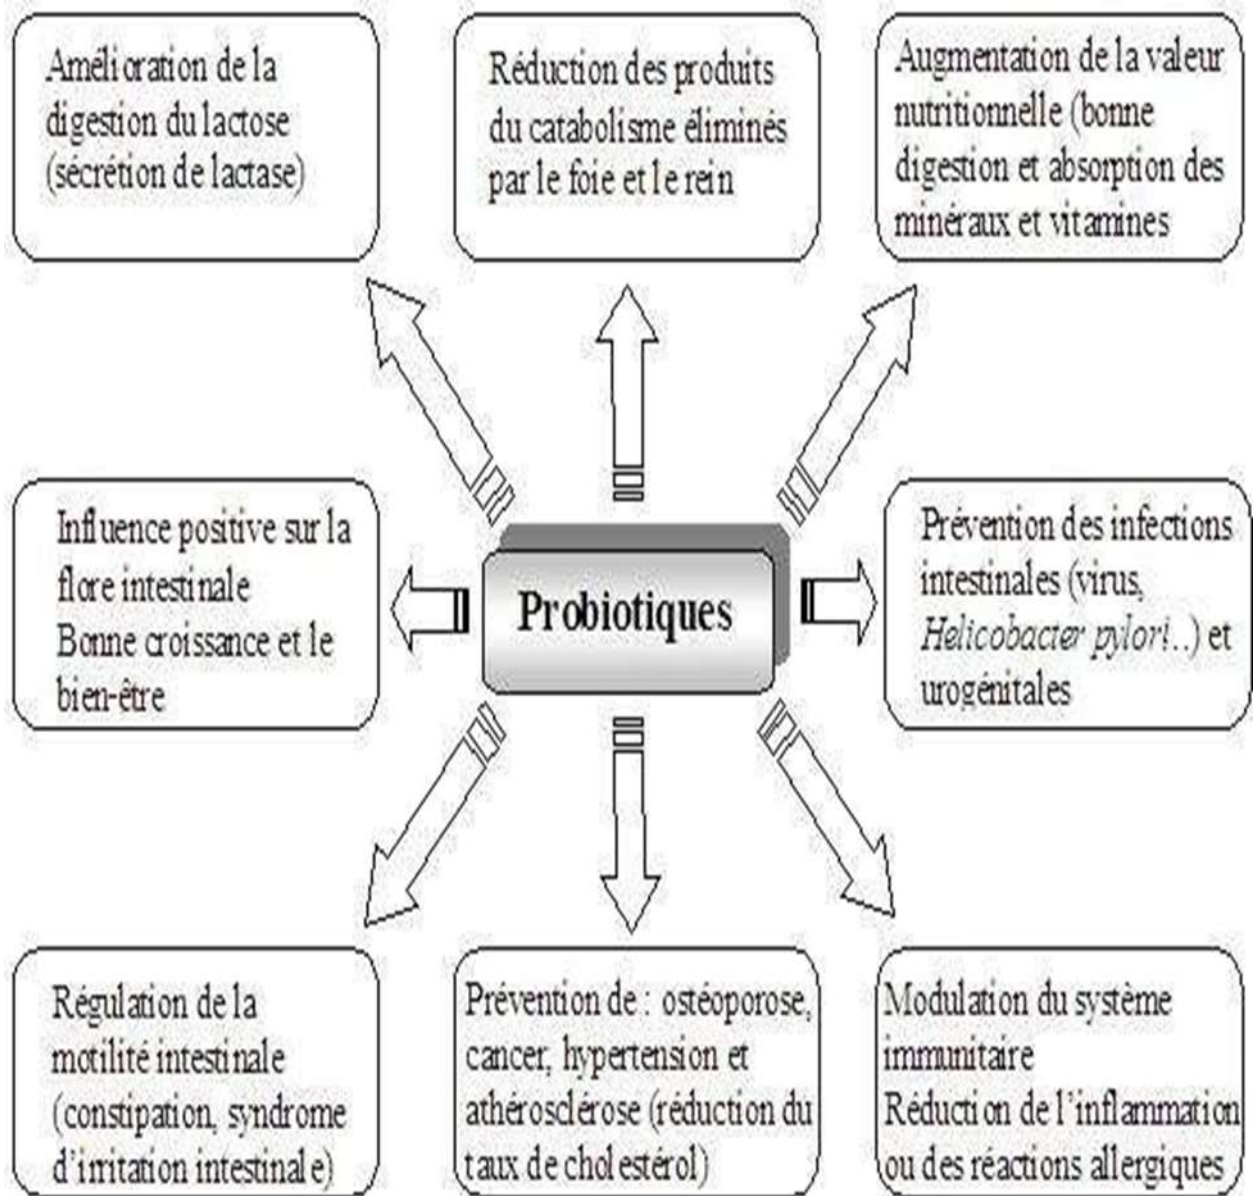 Amélioration de la
digestion du lactose
(sécrétion de lactase)
Réduction des produits
du catabolisme éliminés
par le foie et le rein
Augmentation de la valeur
nutritionnelle (bonne
digestion et absorption des
minéraux et vitamines
Influence positive sur la
flore intestinale
Bonne croissance et le
bien-être
Probiotiques
Prévention des infections
intestinales (virus,
Helicobacter pylori...) et
urogénitales
Régulation de la
motilité intestinale
(constipation, syndrome
d'irritation intestinale)
Prévention de : ostéoporose,
cancer, hypertension et
athérosclérose (réduction du
taux de cholestérol)
Modulation du système
immunitaire
Réduction de l'inflammation
ou des réactions allergiques